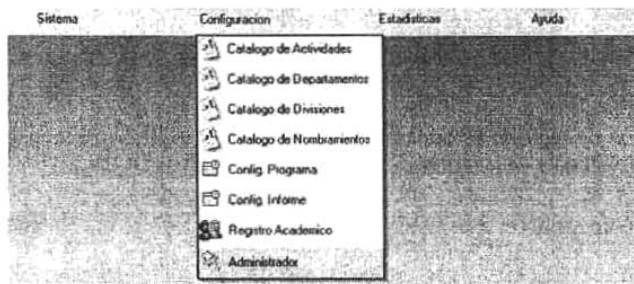 Sistema Configuracion Estadisticas Ayuda
Catalogo de Actividades
Catalogo de Departamentos
Catalogo de Divisiones
Catalogo de Nombramientos
Config. Programa
Config. Informe
Registro Academico
Administrador